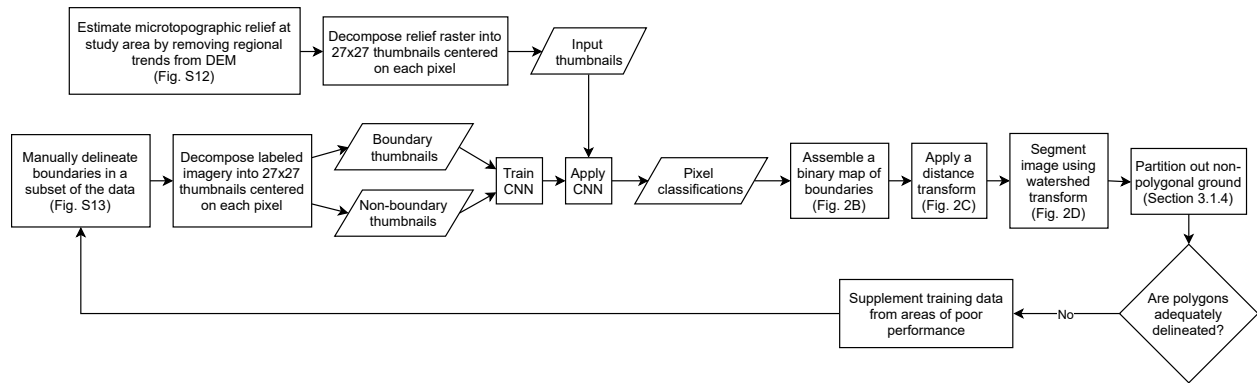 Estimate microtopographic relief at
study area by removing regional
trends from DEM
(Fig. S12)
Decompose relief raster into
27x27 thumbnails centered
on each pixel
Input
thumbnails
Manually delineate
boundaries in a
subset of the data
(Fig. S13)
Decompose labeled
imagery into 27x27
thumbnails centered
on each pixel
Boundary
thumbnails
Non-boundary
thumbnails
Train
CNN
Apply
CNN
Pixel
classifications
Assemble a
binary map of
boundaries
(Fig. 2B)
Apply a
distance
transform
(Fig. 2C)
Segment
image using
watershed
transform
(Fig. 2D)
Partition out non-
polygonal ground
(Section 3.1.4)
Are polygons
adequately
delineated?
No
Supplement training data
from areas of poor
performance